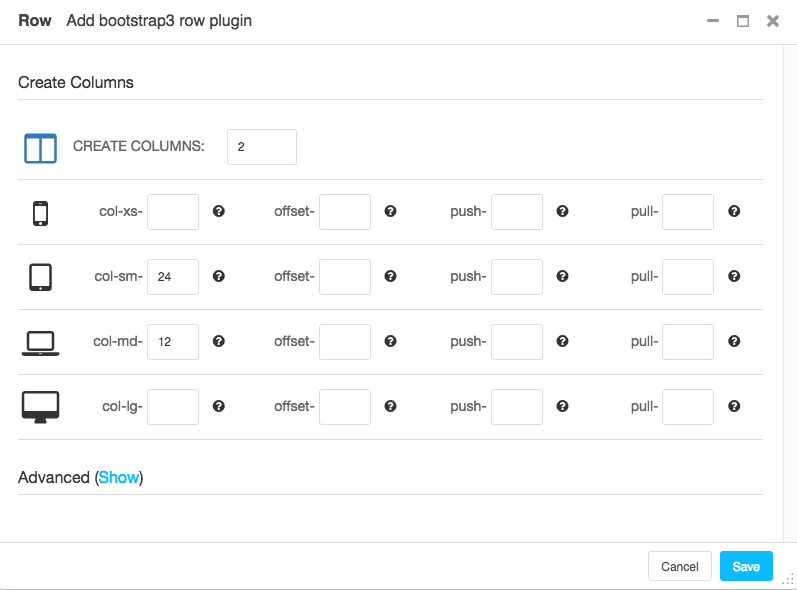 Row Add bootstrap3 row plugin
Create Columns
CREATE COLUMNS: 2
col-xs- offset- push- pull-
col-sm- 24 offset- push- pull-
col-md- 12 offset- push- pull-
col-lg- offset- push- pull-
Advanced (Show)
Cancel Save